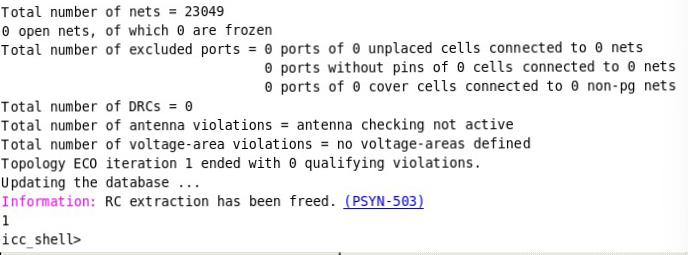 Total number of nets = 23049
0 open nets, of which 0 are frozen
Total number of excluded ports = 0 ports of 0 unplaced cells connected to 0 nets
0 ports without pins of 0 cells connected to 0 nets
0 ports of 0 cover cells connected to 0 non-pg nets
Total number of DRCs = 0
Total number of antenna violations = antenna checking not active
Total number of voltage-area violations = no voltage-areas defined
Topology ECO iteration 1 ended with 0 qualifying violations.
Updating the database ...
Information: RC extraction has been freed. (PSYN-503)
1
icc_shell>